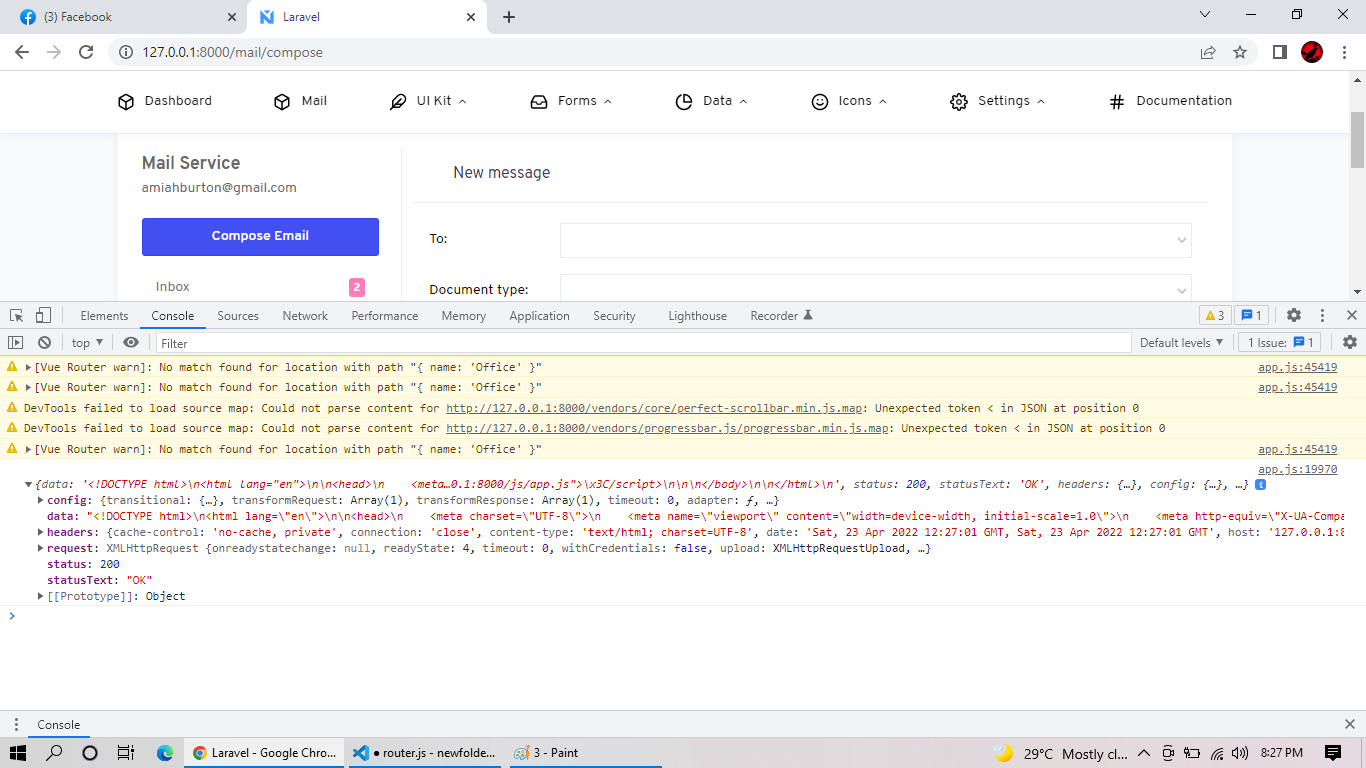 (3) Facebook
Laravel
127.0.0.1:8000/mail/compose
Dashboard Mail UI Kit Forms Data Icons Settings Documentation
Mail Service
amiahburton@gmail.com
Compose Email
Inbox 2
New message
To:
Document type:
Elements Console Sources Network Performance Memory Application Security Lighthouse Recorder 3 1
top Filter Default levels 1 Issue: 1
[Vue Router warn]: No match found for location with path "{ name: 'Office' }" app.js:45419
[Vue Router warn]: No match found for location with path "{ name: 'Office' }" app.js:45419
DevTools failed to load source map: Could not parse content for http://127.0.0.1:8000/vendors/core/perfect-scrollbar.min.js.map: Unexpected token < in JSON at position 0
DevTools failed to load source map: Could not parse content for http://127.0.0.1:8000/vendors/progressbar.js/progressbar.min.js.map: Unexpected token < in JSON at position 0
[Vue Router warn]: No match found for location with path "{ name: 'Office' }" app.js:45419
app.js:19970
{data: '<!DOCTYPE html>\n<html lang="en">\n\n<head>\n    <meta…0.1:8000/js/app.js">\x3C/script>\n\n\n</body>\n\n</html>\n', status: 200, statusText: 'OK', headers: {…}, config: {…}, …} i
config: {transitional: {…}, transformRequest: Array(1), transformResponse: Array(1), timeout: 0, adapter: ƒ, …}
data: "<!DOCTYPE html>\n<html lang=\"en\">\n\n<head>\n    <meta charset=\"UTF-8\">\n    <meta name=\"viewport\" content=\"width=device-width, initial-scale=1.0\">\n    <meta http-equiv=\"X-UA-Compa
headers: {cache-control: 'no-cache, private', connection: 'close', content-type: 'text/html; charset=UTF-8', date: 'Sat, 23 Apr 2022 12:27:01 GMT, Sat, 23 Apr 2022 12:27:01 GMT', host: '127.0.0.1:8
request: XMLHttpRequest {onreadystatechange: null, readyState: 4, timeout: 0, withCredentials: false, upload: XMLHttpRequestUpload, …}
status: 200
statusText: "OK"
[[Prototype]]: Object
Console
Laravel - Google Chro... ● router.js - newfolde... 3 - Paint 29°C Mostly cl... 8:27 PM